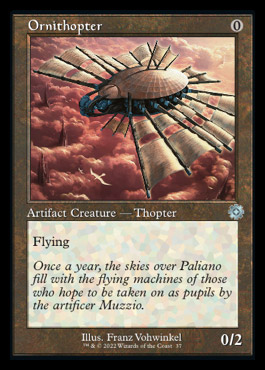 Ornithopter 0
Artifact Creature — Thopter
Flying
Once a year, the skies over Paliano
fill with the flying machines of those
who hope to be taken on as pupils by
the artificer Muzzio.
Illus. Franz Vohwinkel
™ & © 2022 Wizards of the Coast 37
0/2